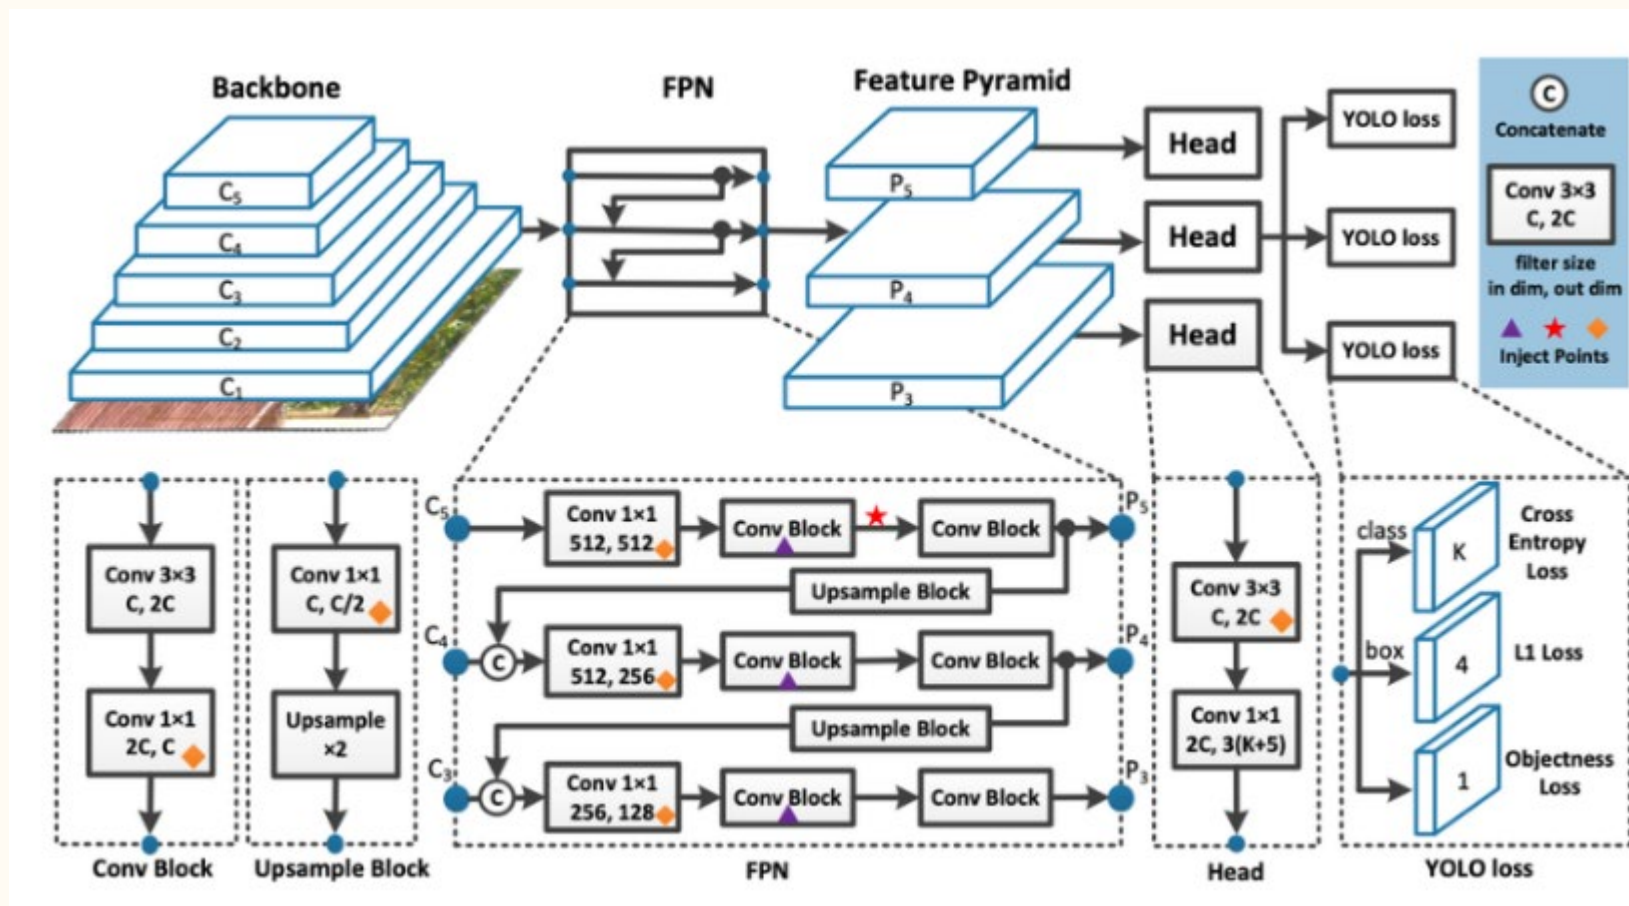 Backbone
FPN
Feature Pyramid
C5
C4
C3
C2
C1
P5
P4
P3
Head
Head
Head
YOLO loss
YOLO loss
YOLO loss
C
Concatenate
Conv 3×3
C, 2C
filter size
in dim, out dim
Inject Points
Conv 3×3
C, 2C
Conv 1×1
2C, C
Conv Block
Conv 1×1
C, C/2
Upsample
×2
Upsample Block
C5
Conv 1×1
512, 512
Conv Block
Conv Block
P5
Upsample Block
C4
C
Conv 1×1
512, 256
Conv Block
Conv Block
P4
Upsample Block
C3
C
Conv 1×1
256, 128
Conv Block
Conv Block
P3
FPN
Conv 3×3
C, 2C
Conv 1×1
2C, 3(K+5)
Head
class
K
Cross
Entropy
Loss
box
4
L1 Loss
1
Objectness
Loss
YOLO loss